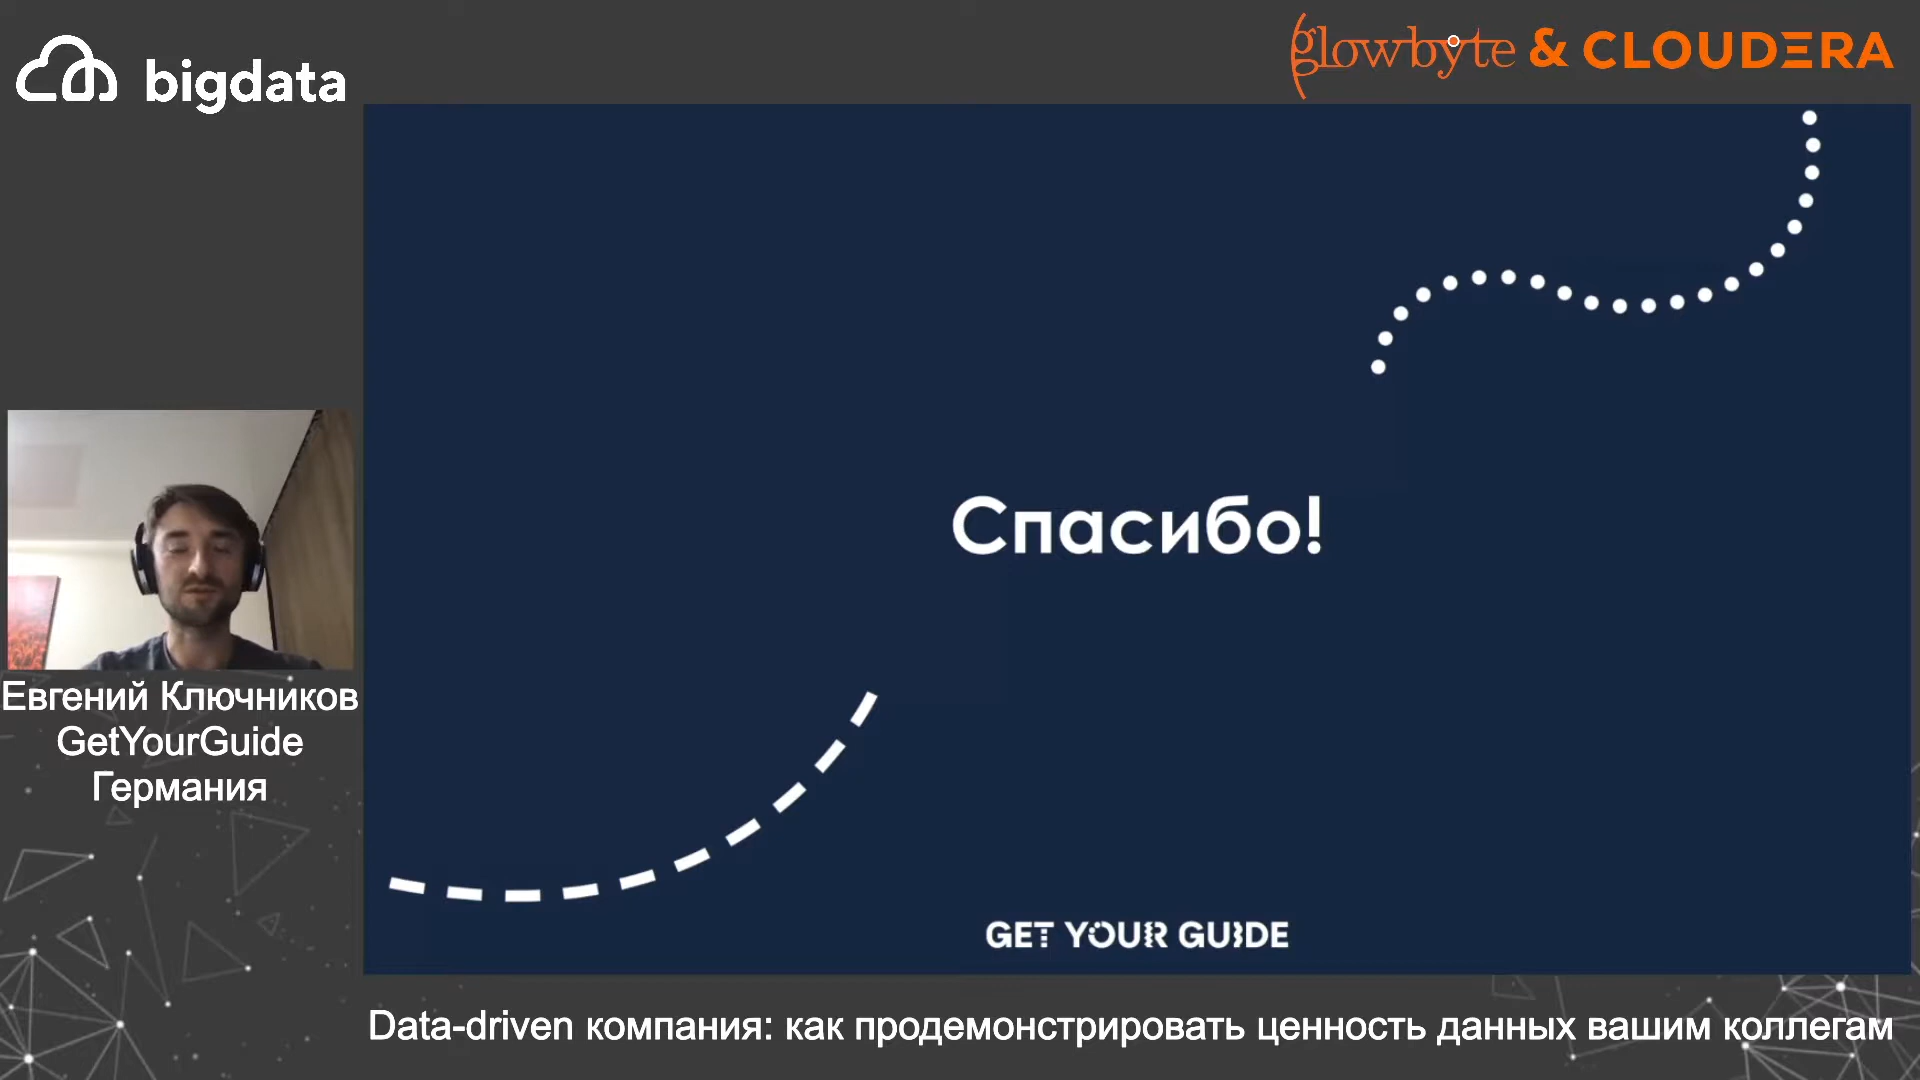 bigdata
glowbyte & CLOUDERA
Спасибо!
Евгений Ключников
GetYourGuide
Германия
GET YOUR GUIDE
Data-driven компания: как продемонстрировать ценность данных вашим коллегам